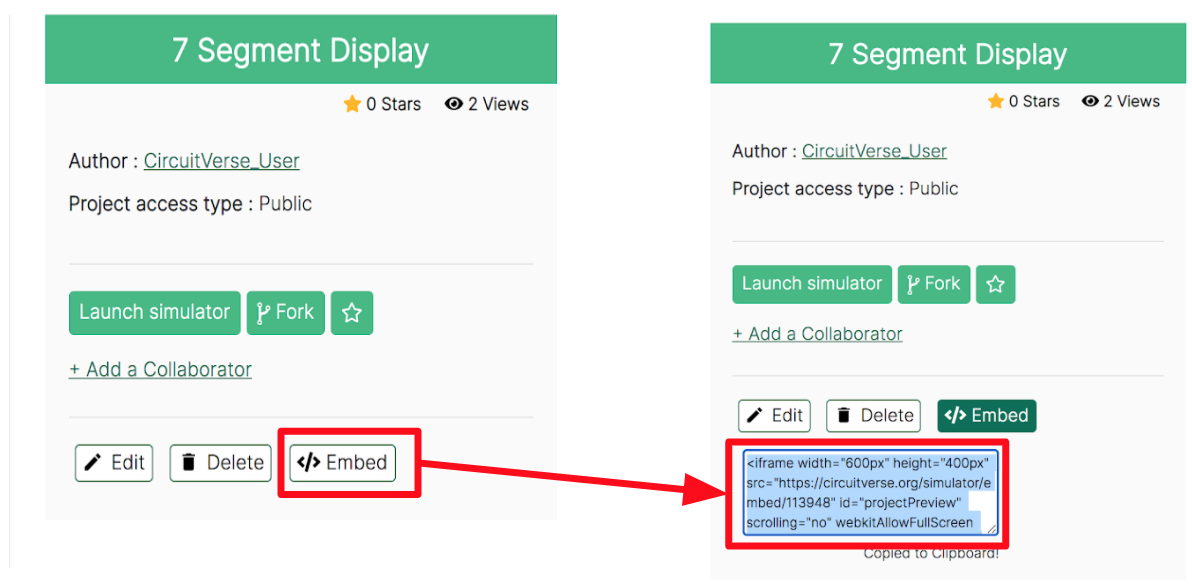 7 Segment Display
0 Stars 2 Views
Author : CircuitVerse_User
Project access type : Public
Launch simulator Fork
+ Add a Collaborator
Edit Delete </> Embed
7 Segment Display
0 Stars 2 Views
Author : CircuitVerse_User
Project access type : Public
Launch simulator Fork
+ Add a Collaborator
Edit Delete </> Embed
<iframe width="600px" height="400px"
src="https://circuitverse.org/simulator/e
mbed/113948" id="projectPreview"
scrolling="no" webkitAllowFullScreen
Copied to Clipboard!